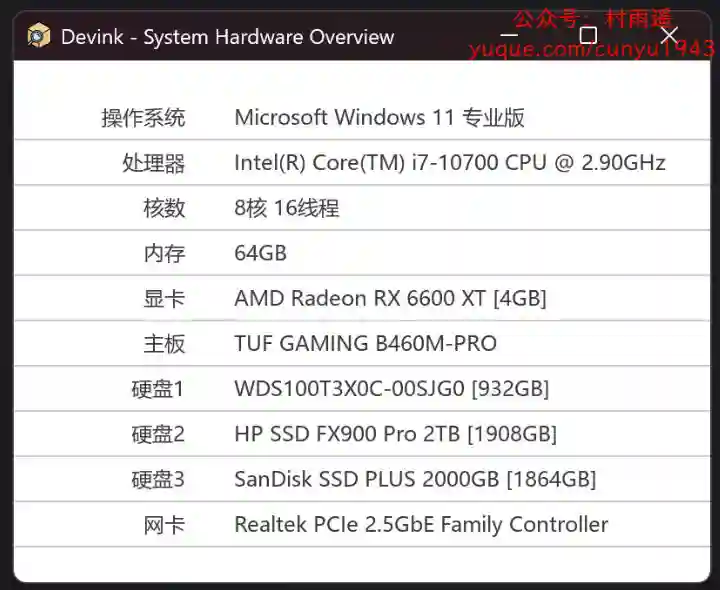 公众号：村雨遥
yuque.com/cunyu1943
Devink - System Hardware Overview
操作系统 Microsoft Windows 11 专业版
处理器 Intel(R) Core(TM) i7-10700 CPU @ 2.90GHz
核数 8核 16线程
内存 64GB
显卡 AMD Radeon RX 6600 XT [4GB]
主板 TUF GAMING B460M-PRO
硬盘1 WDS100T3X0C-00SJG0 [932GB]
硬盘2 HP SSD FX900 Pro 2TB [1908GB]
硬盘3 SanDisk SSD PLUS 2000GB [1864GB]
网卡 Realtek PCIe 2.5GbE Family Controller